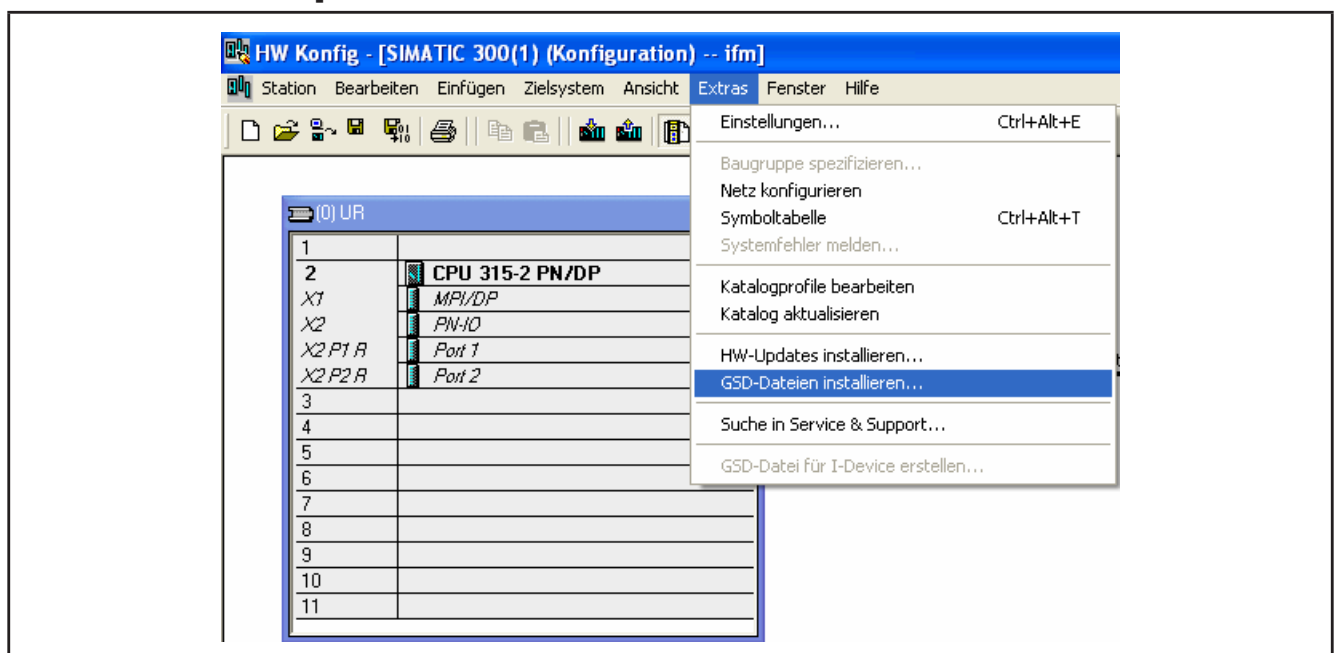 HW Konfig - [SIMATIC 300(1) (Konfiguration) -- ifm]
Station Bearbeiten Einfügen Zielsystem Ansicht Extras Fenster Hilfe
Einstellungen... Ctrl+Alt+E
Baugruppe spezifizieren...
Netz konfigurieren
Symboltabelle Ctrl+Alt+T
Systemfehler melden...
Katalogprofile bearbeiten
Katalog aktualisieren
HW-Updates installieren...
GSD-Dateien installieren...
Suche in Service & Support...
GSD-Datei für I-Device erstellen...
(0) UR
1
2 CPU 315-2 PN/DP
X1 MPI/DP
X2 PN-IO
X2 P1 R Port 1
X2 P2 R Port 2
3
4
5
6
7
8
9
10
11